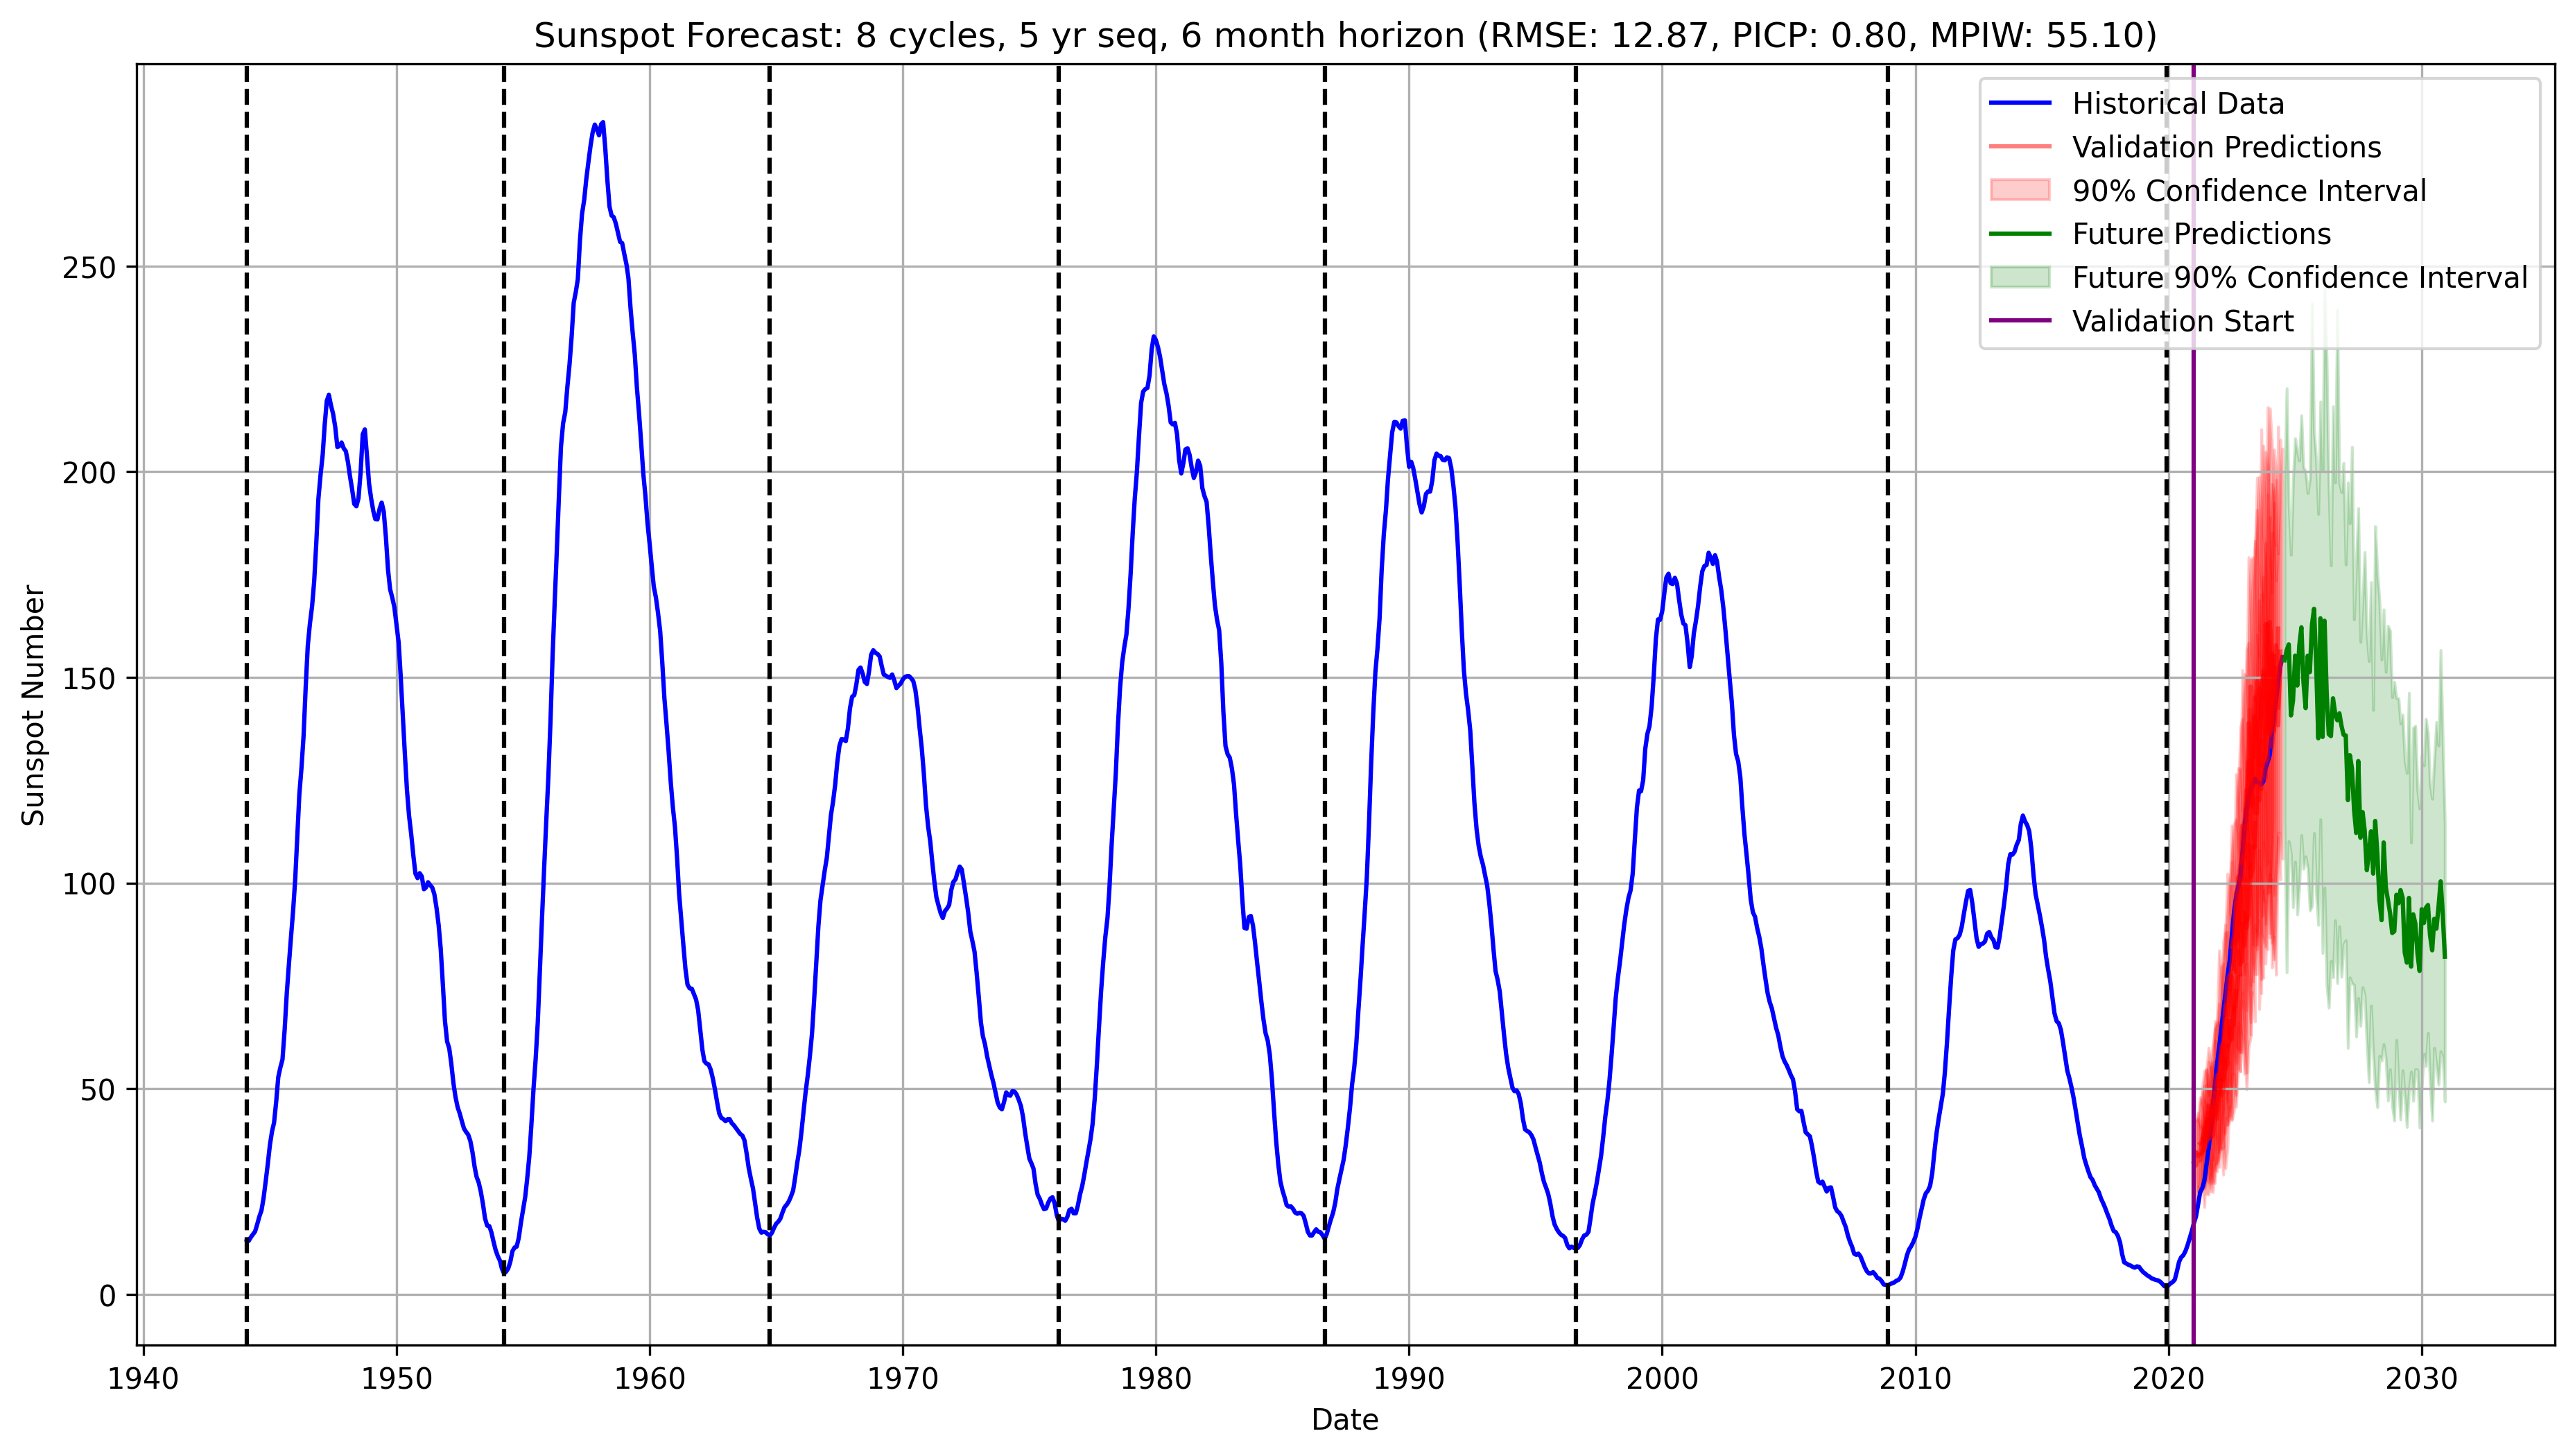 Sunspot Forecast: 8 cycles, 5 yr seq, 6 month horizon (RMSE: 12.87, PICP: 0.80, MPIW: 55.10)
Historical Data
Validation Predictions
90% Confidence Interval
Future Predictions
Future 90% Confidence Interval
Validation Start
Sunspot Number
250
200
150
100
50
0
1940 1950 1960 1970 1980 1990 2000 2010 2020 2030
Date